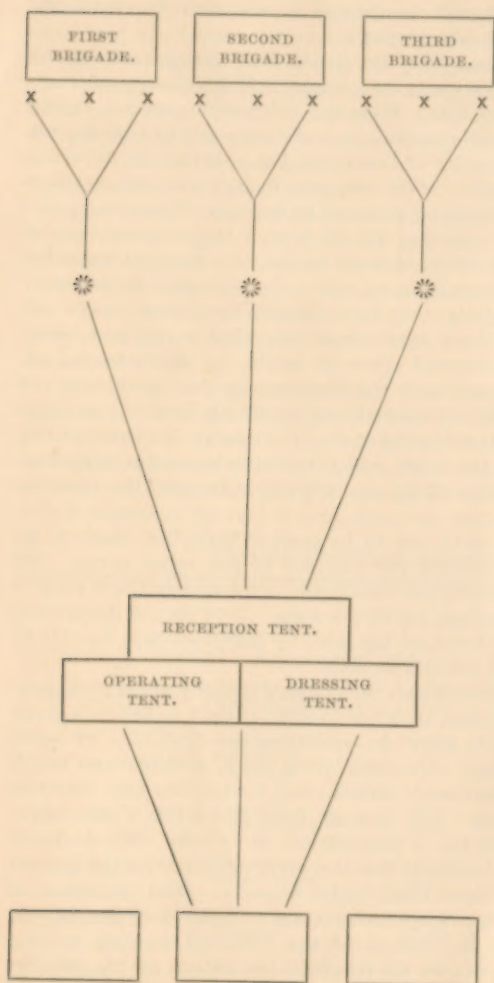 FIRST
BRIGADE.
SECOND
BRIGADE.
THIRD
BRIGADE.
x x x x x x x x x
RECEPTION TENT.
OPERATING
TENT.
DRESSING
TENT.